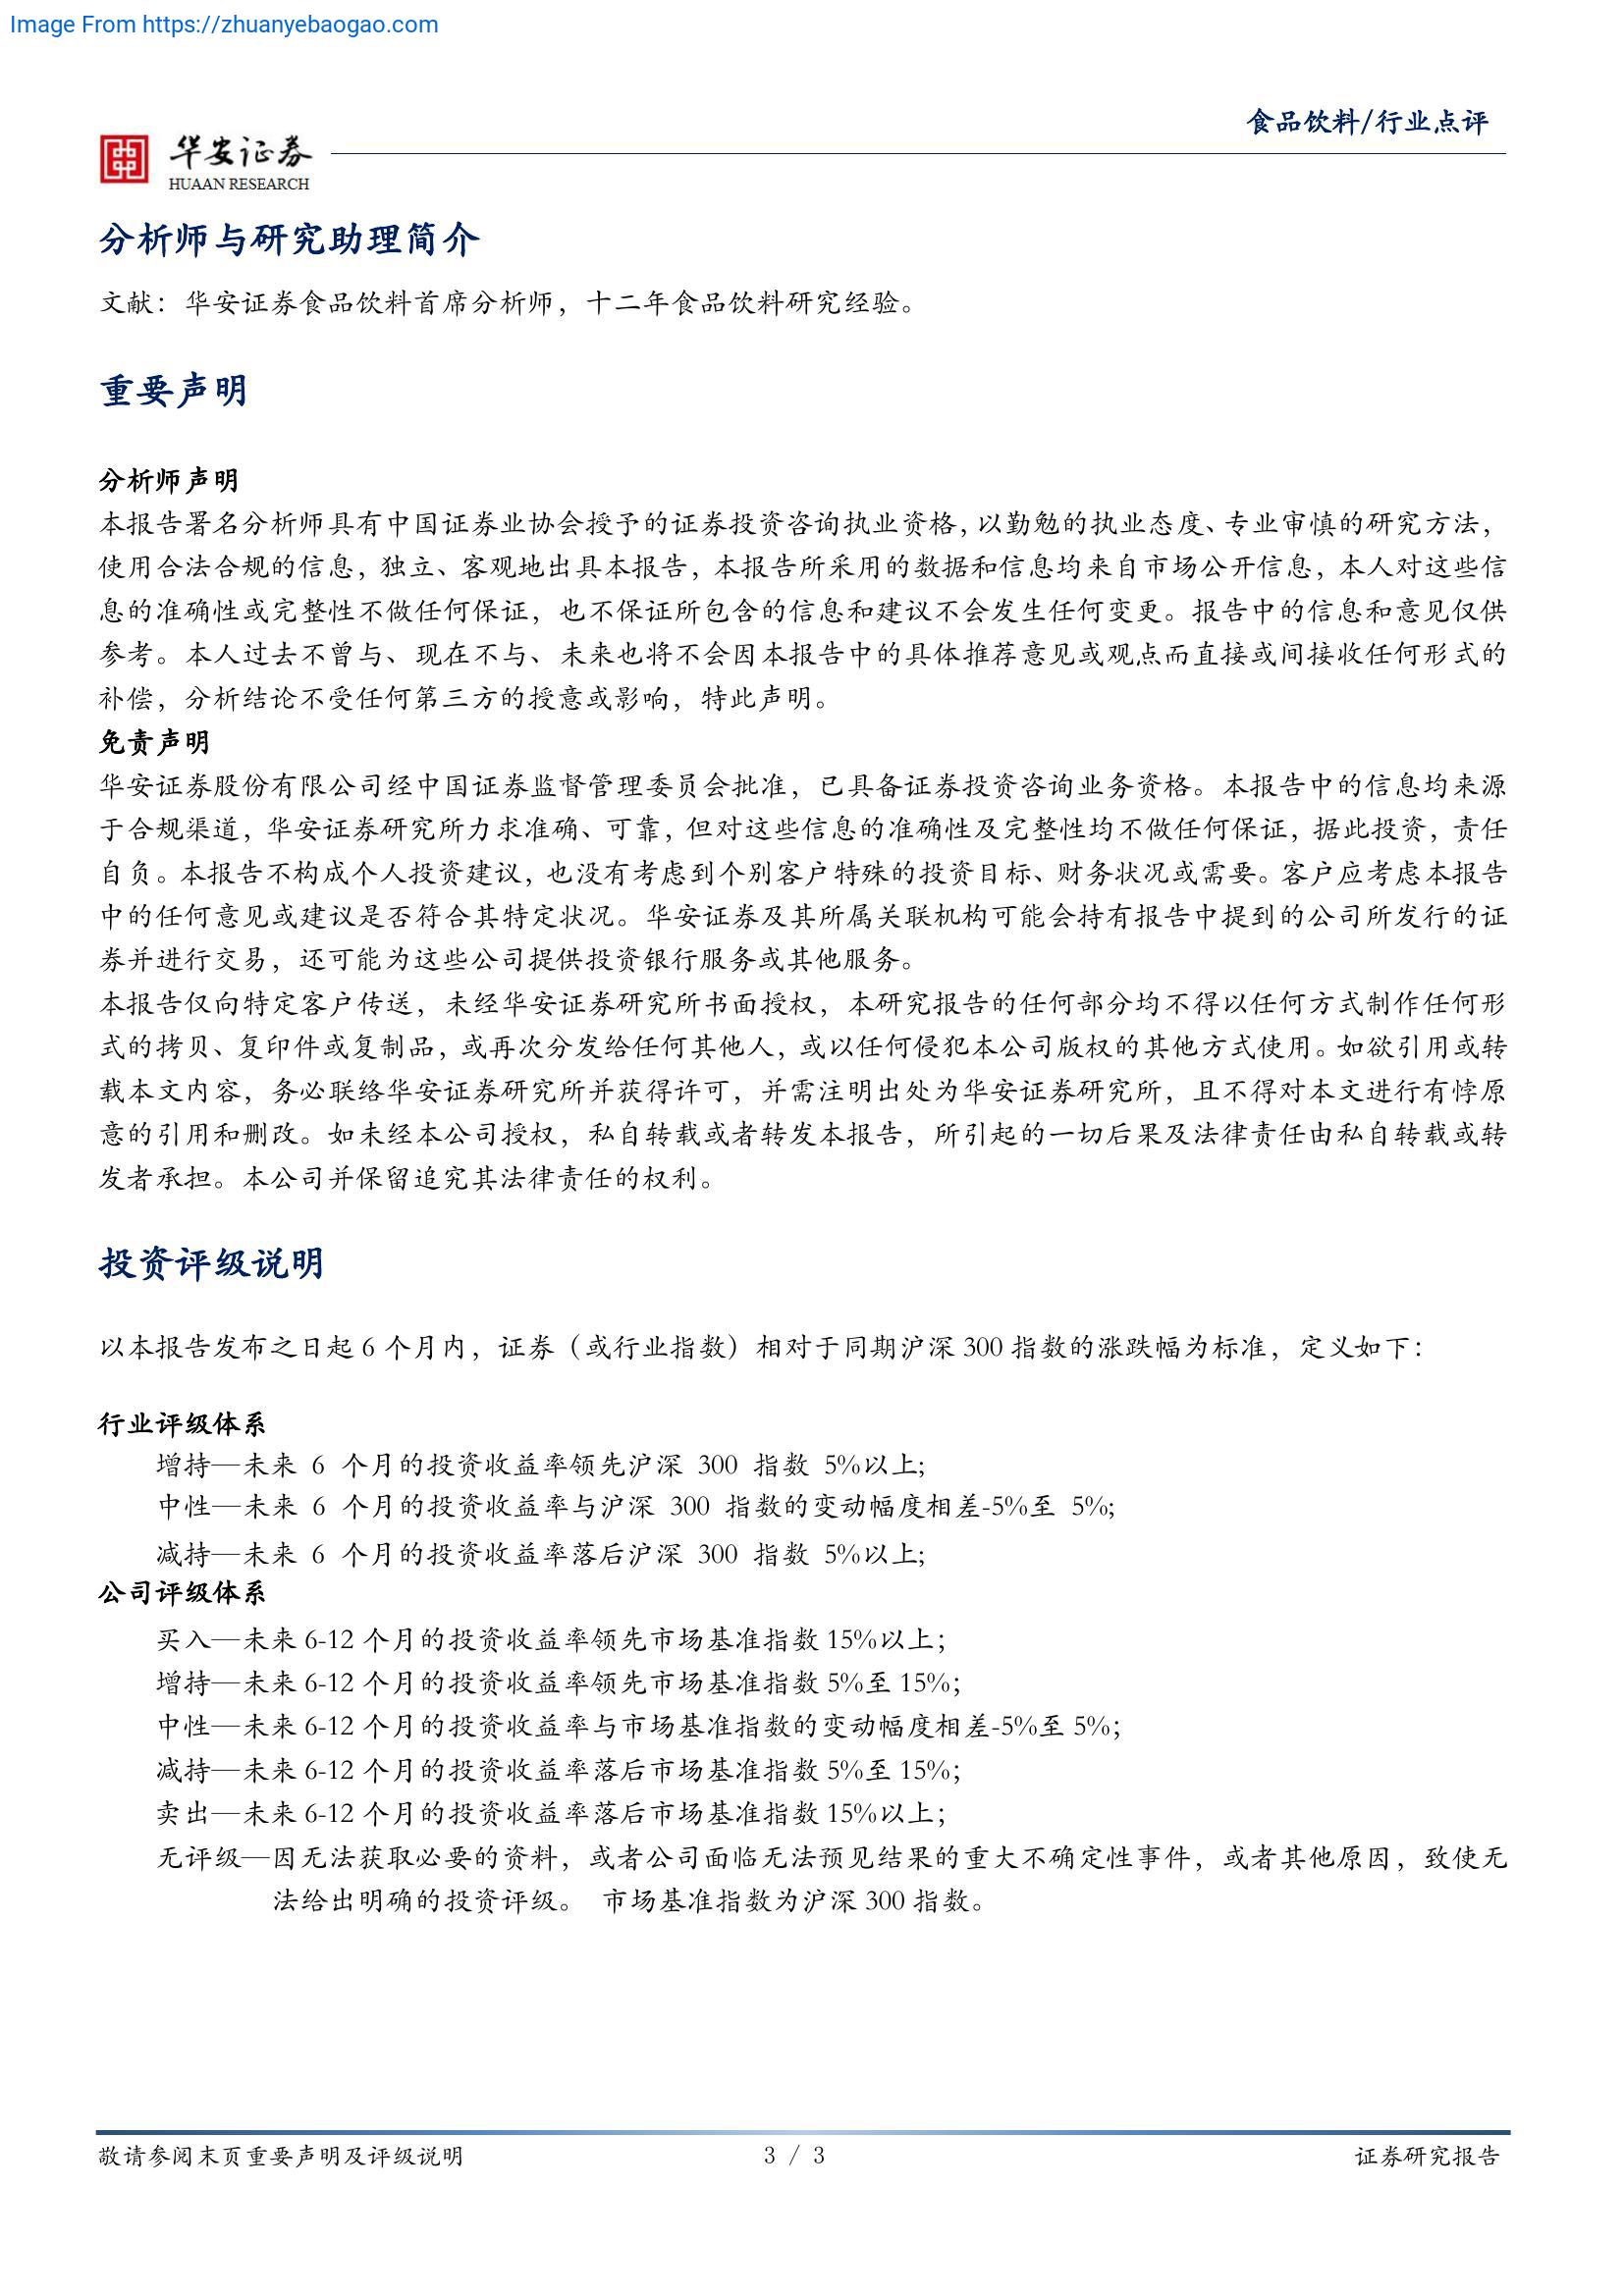 Image From https://zhuanyebaogao.com
食品饮料/行业点评
华安证券
HUAAN RESEARCH
分析师与研究助理简介
文献：华安证券食品饮料首席分析师，十二年食品饮料研究经验。
重要声明
分析师声明
本报告署名分析师具有中国证券业协会授予的证券投资咨询执业资格，以勤勉的执业态度、专业审慎的研究方法，
使用合法合规的信息，独立、客观地出具本报告，本报告所采用的数据和信息均来自市场公开信息，本人对这些信
息的准确性或完整性不做任何保证，也不保证所包含的信息和建议不会发生任何变更。报告中的信息和意见仅供
参考。本人过去不曾与、现在不与、未来也将不会因本报告中的具体推荐意见或观点而直接或间接收任何形式的
补偿，分析结论不受任何第三方的授意或影响，特此声明。
免责声明
华安证券股份有限公司经中国证券监督管理委员会批准，已具备证券投资咨询业务资格。本报告中的信息均来源
于合规渠道，华安证券研究所力求准确、可靠，但对这些信息的准确性及完整性均不做任何保证，据此投资，责任
自负。本报告不构成个人投资建议，也没有考虑到个别客户特殊的投资目标、财务状况或需要。客户应考虑本报告
中的任何意见或建议是否符合其特定状况。华安证券及其所属关联机构可能会持有报告中提到的公司所发行的证
券并进行交易，还可能为这些公司提供投资银行服务或其他服务。
本报告仅向特定客户传送，未经华安证券研究所书面授权，本研究报告的任何部分均不得以任何方式制作任何形
式的拷贝、复印件或复制品，或再次分发给任何其他人，或以任何侵犯本公司版权的其他方式使用。如欲引用或转
载本文内容，务必联络华安证券研究所并获得许可，并需注明出处为华安证券研究所，且不得对本文进行有悖原
意的引用和删改。如未经本公司授权，私自转载或者转发本报告，所引起的一切后果及法律责任由私自转载或转
发者承担。本公司并保留追究其法律责任的权利。
投资评级说明
以本报告发布之日起 6 个月内，证券（或行业指数）相对于同期沪深 300 指数的涨跌幅为标准，定义如下：
行业评级体系
增持—未来 6 个月的投资收益率领先沪深 300 指数 5%以上;
中性—未来 6 个月的投资收益率与沪深 300 指数的变动幅度相差-5%至 5%;
减持—未来 6 个月的投资收益率落后沪深 300 指数 5%以上;
公司评级体系
买入—未来 6-12 个月的投资收益率领先市场基准指数 15%以上；
增持—未来 6-12 个月的投资收益率领先市场基准指数 5%至 15%；
中性—未来 6-12 个月的投资收益率与市场基准指数的变动幅度相差-5%至 5%；
减持—未来 6-12 个月的投资收益率落后市场基准指数 5%至 15%；
卖出—未来 6-12 个月的投资收益率落后市场基准指数 15%以上；
无评级—因无法获取必要的资料，或者公司面临无法预见结果的重大不确定性事件，或者其他原因，致使无
法给出明确的投资评级。 市场基准指数为沪深 300 指数。
敬请参阅末页重要声明及评级说明
3 / 3
证券研究报告